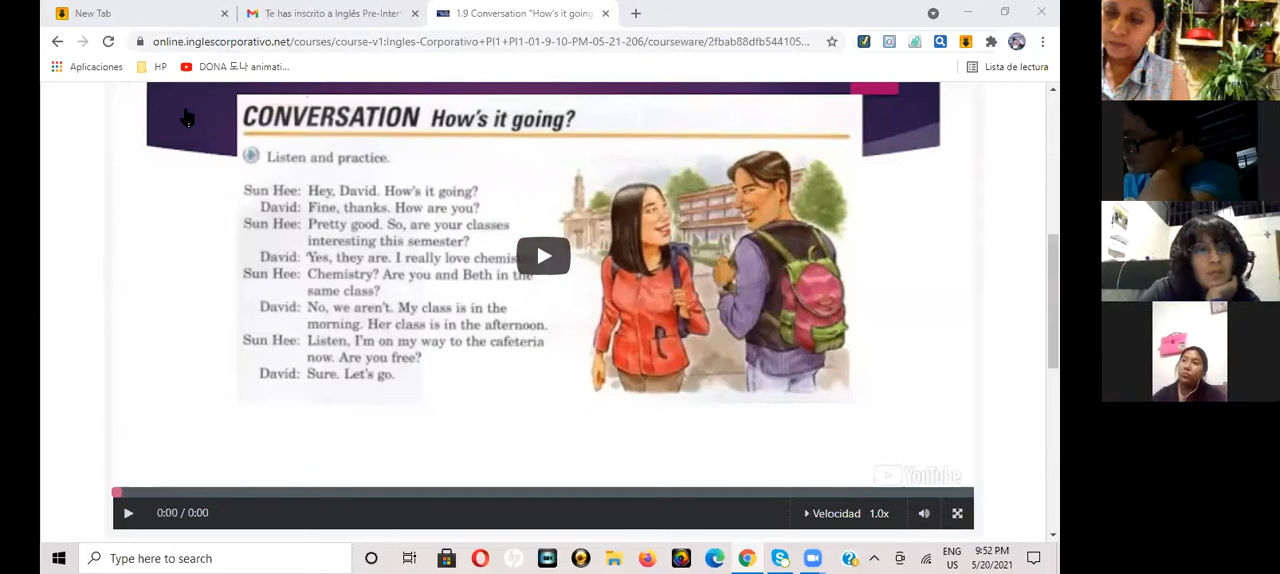 New Tab
Te has inscrito a Inglés Pre-Inter
1.9 Conversation "How's it going
online.inglescorporativo.net/courses/course-v1:Ingles-Corporativo+PI1+PI1-01-9-10-PM-05-21-206/courseware/2fbab88dfb544105...
Aplicaciones
HP
DONA 도나 animati...
Lista de lectura
CONVERSATION How's it going?
Listen and practice.
Sun Hee: Hey, David. How's it going?
David: Fine, thanks. How are you?
Sun Hee: Pretty good. So, are your classes
interesting this semester?
David: Yes, they are. I really love
Sun Hee: Chemistry? Are you and Beth in the
same class?
David: No, we aren't. My class is in the
morning. Her class is in the afternoon.
Sun Hee: Listen, I'm on my way to the cafeteria
now. Are you free?
David: Sure. Let's go.
YouTube
0:00 / 0:00
Velocidad 1.0x
Type here to search
ENG
US
9:52 PM
5/20/2021